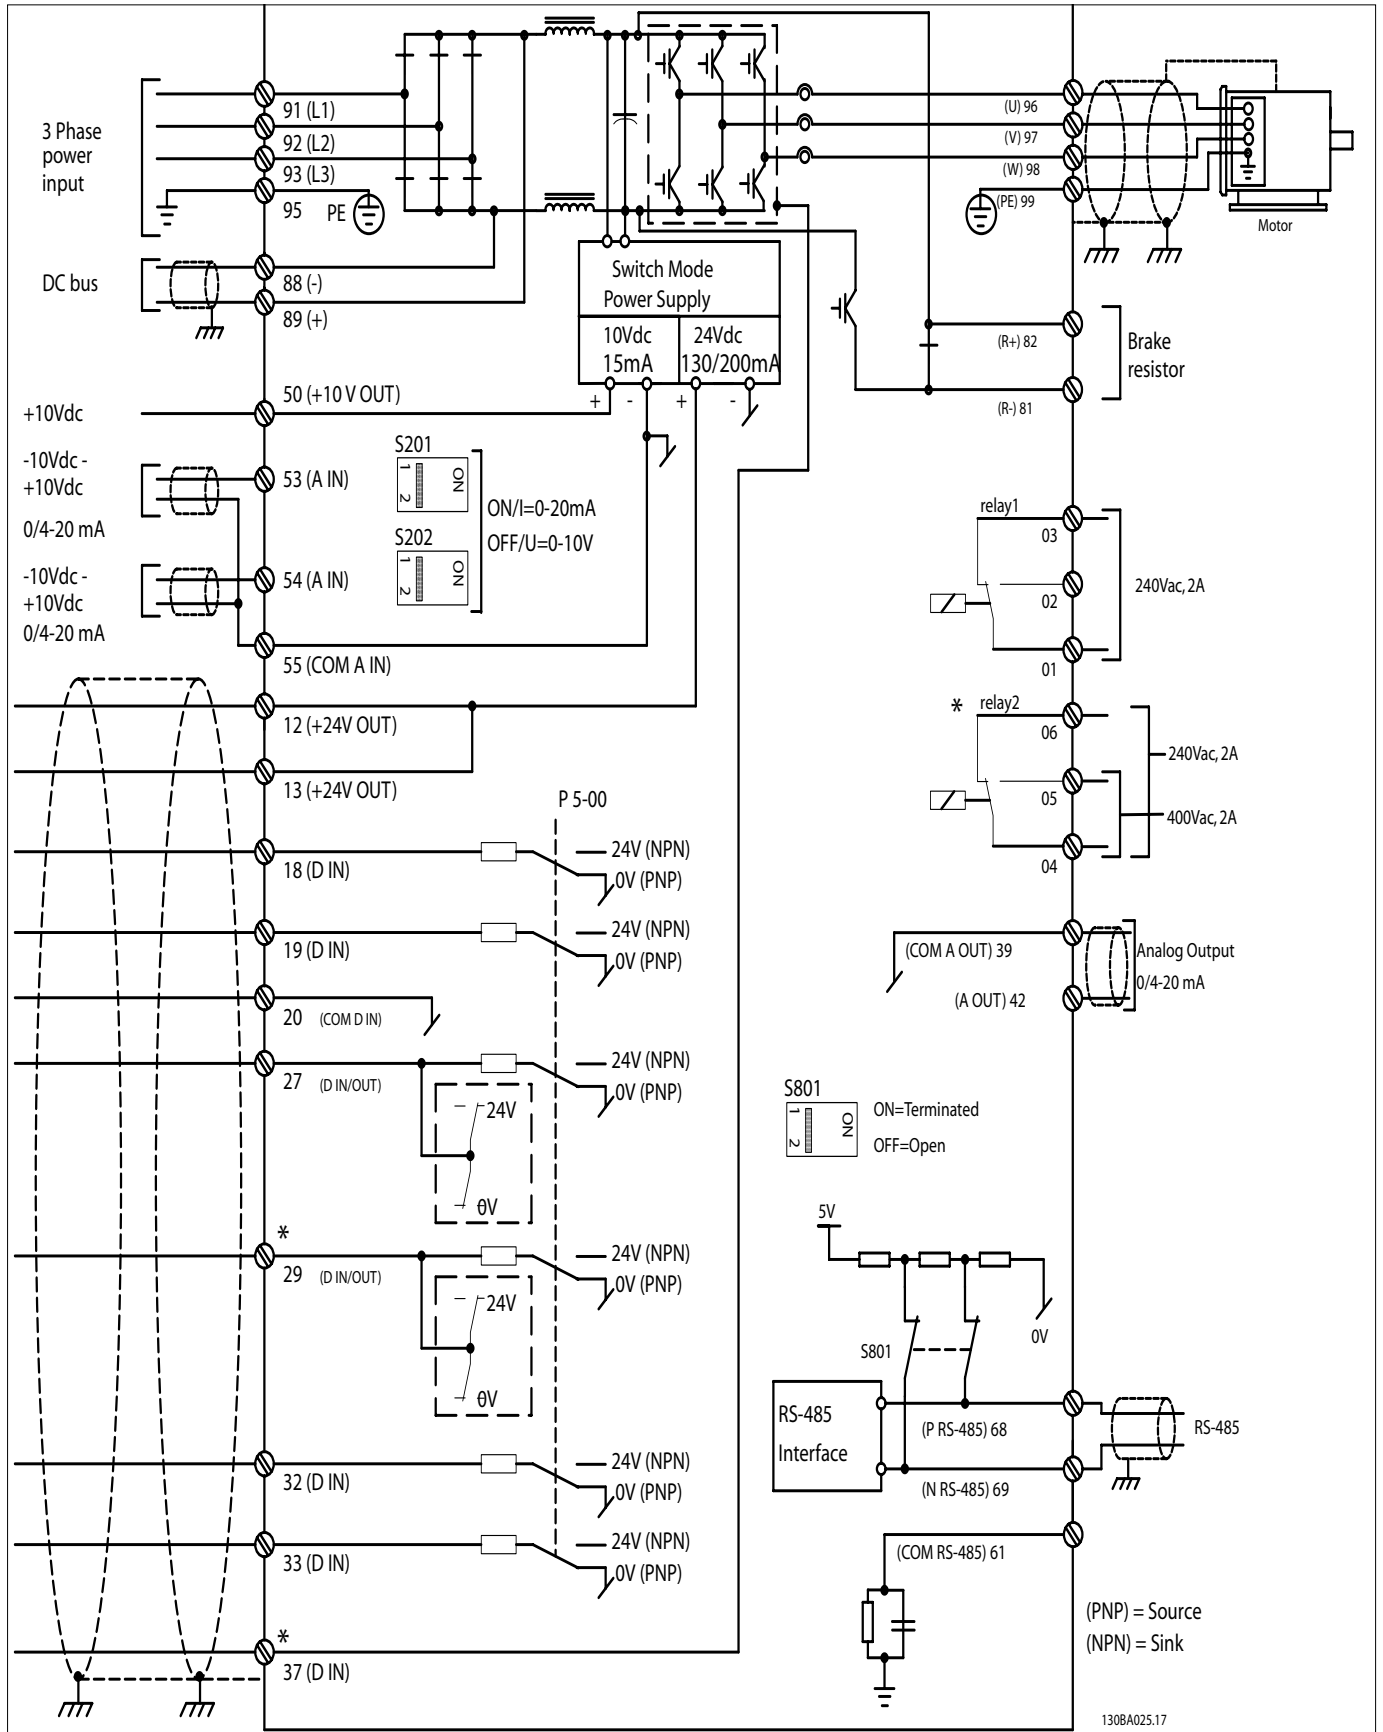 3 Phase
power
input
91 (L1)
92 (L2)
93 (L3)
95
PE
DC bus
88 (-)
89 (+)
+10Vdc
50 (+10 V OUT)
-10Vdc -
+10Vdc
0/4-20 mA
53 (A IN)
-10Vdc -
+10Vdc
0/4-20 mA
54 (A IN)
55 (COM A IN)
S201
1
2
ON
S202
1
2
ON
ON/I=0-20mA
OFF/U=0-10V
Switch Mode
Power Supply
10Vdc
15mA
24Vdc
130/200mA
+ - + -
(U) 96
(V) 97
(W) 98
(PE) 99
Motor
(R+) 82
(R-) 81
Brake
resistor
relay1
03
02
01
240Vac, 2A
* relay2
06
05
04
240Vac, 2A
400Vac, 2A
12 (+24V OUT)
13 (+24V OUT)
P 5-00
18 (D IN)
24V (NPN)
0V (PNP)
19 (D IN)
24V (NPN)
0V (PNP)
20 (COM D IN)
27 (D IN/OUT)
24V (NPN)
0V (PNP)
24V
0V
*
29 (D IN/OUT)
24V (NPN)
0V (PNP)
24V
0V
32 (D IN)
24V (NPN)
0V (PNP)
33 (D IN)
24V (NPN)
0V (PNP)
*
37 (D IN)
(COM A OUT) 39
(A OUT) 42
Analog Output
0/4-20 mA
S801
1
2
ON
ON=Terminated
OFF=Open
5V
0V
S801
RS-485
Interface
(P RS-485) 68
(N RS-485) 69
RS-485
(COM RS-485) 61
(PNP) = Source
(NPN) = Sink
130BA025.17